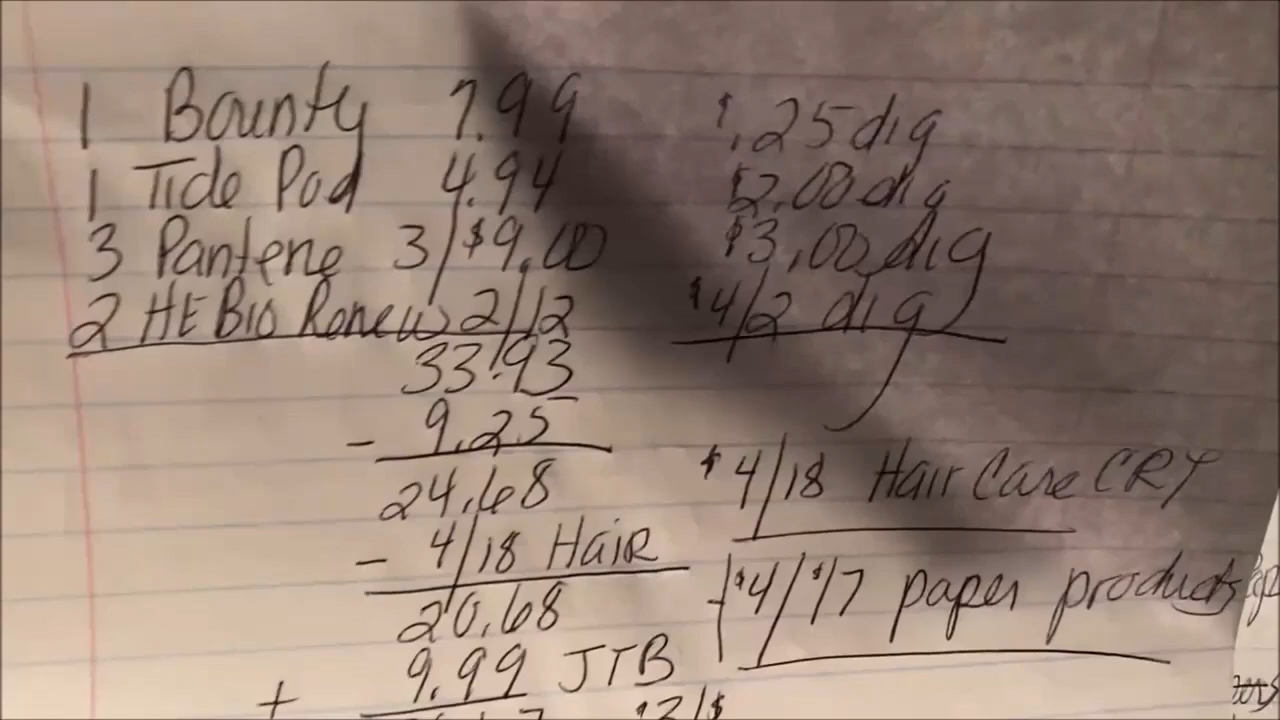 1 Bounty 7.99 $.25 dig
1 Tide Pod 4.94 $2.00 dig
3 Pantene 3/$9.00 $3.00 dig
2 HE Bio Renew 2/12 $4/2 dig
33.93
- 9.25
24.68
$4/18 Hair Care CRT
- 4/18 Hair
20.68
$4/$17 paper products
+ 9.99 JTB